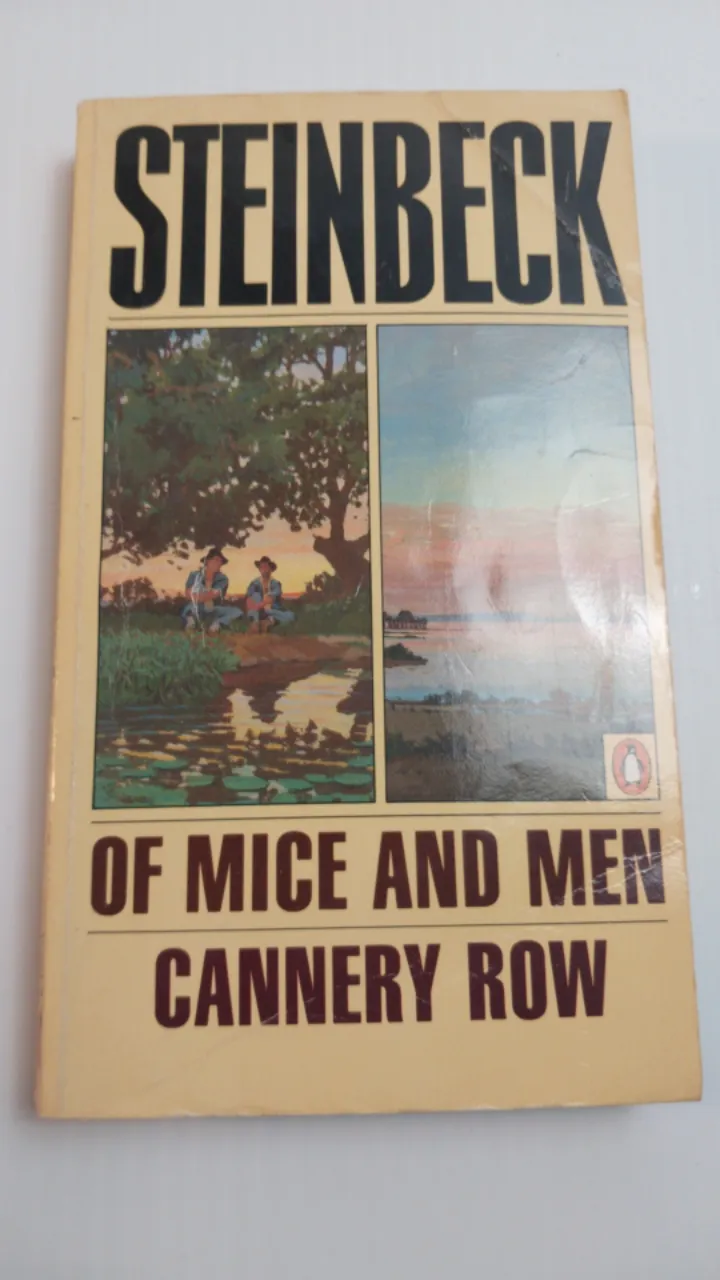 STEINBECK
OF MICE AND MEN
CANNERY ROW